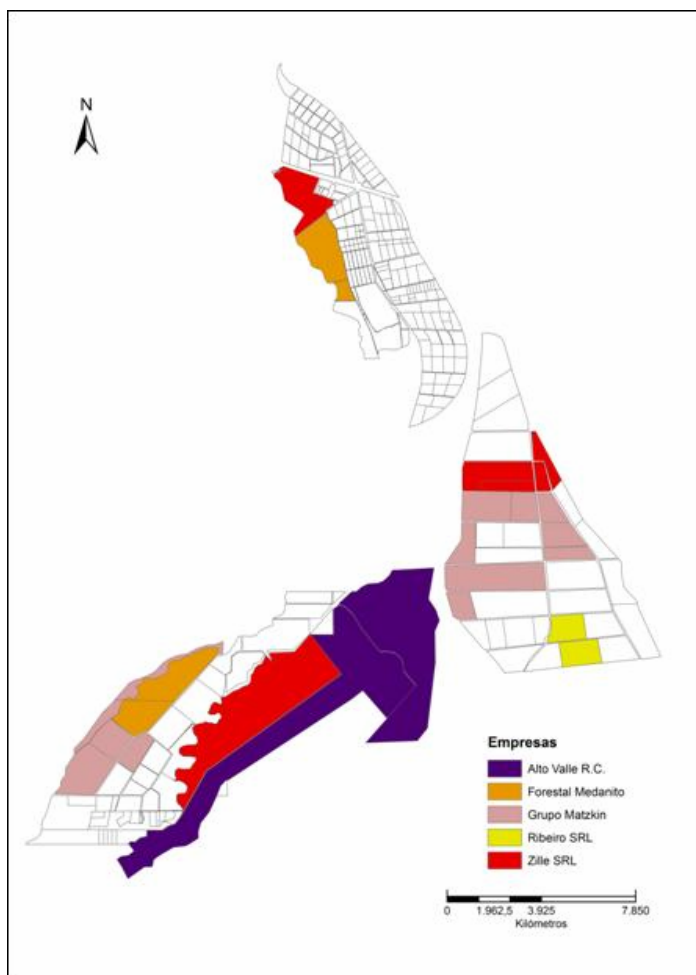 N
Empresas
Alto Valle R.C.
Forestal Medanito
Grupo Matzkin
Ribeiro SRL
Zille SRL
0 1.962,5 3.925 7.850
Kilómetros